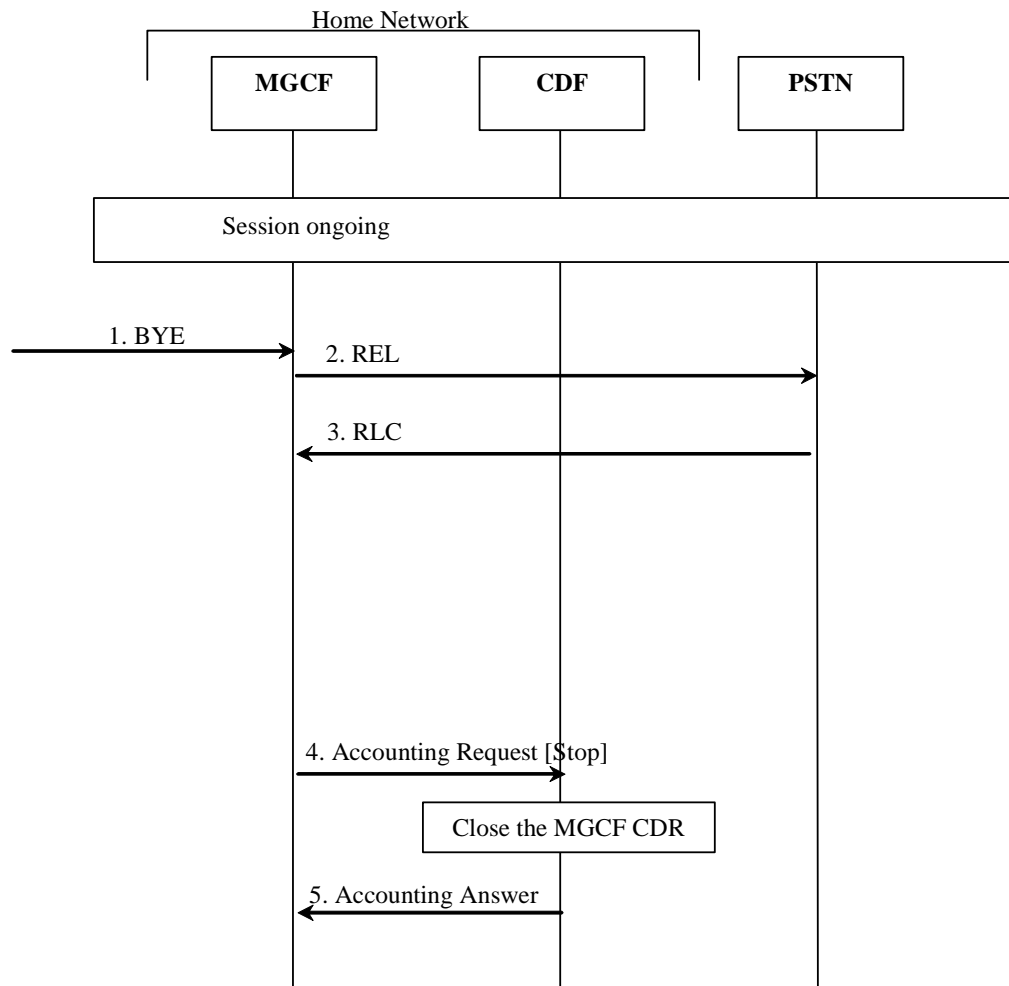 Home Network
MGCF
CDF
PSTN
Session ongoing
1. BYE
2. REL
3. RLC
4. Accounting Request [Stop]
Close the MGCF CDR
5. Accounting Answer